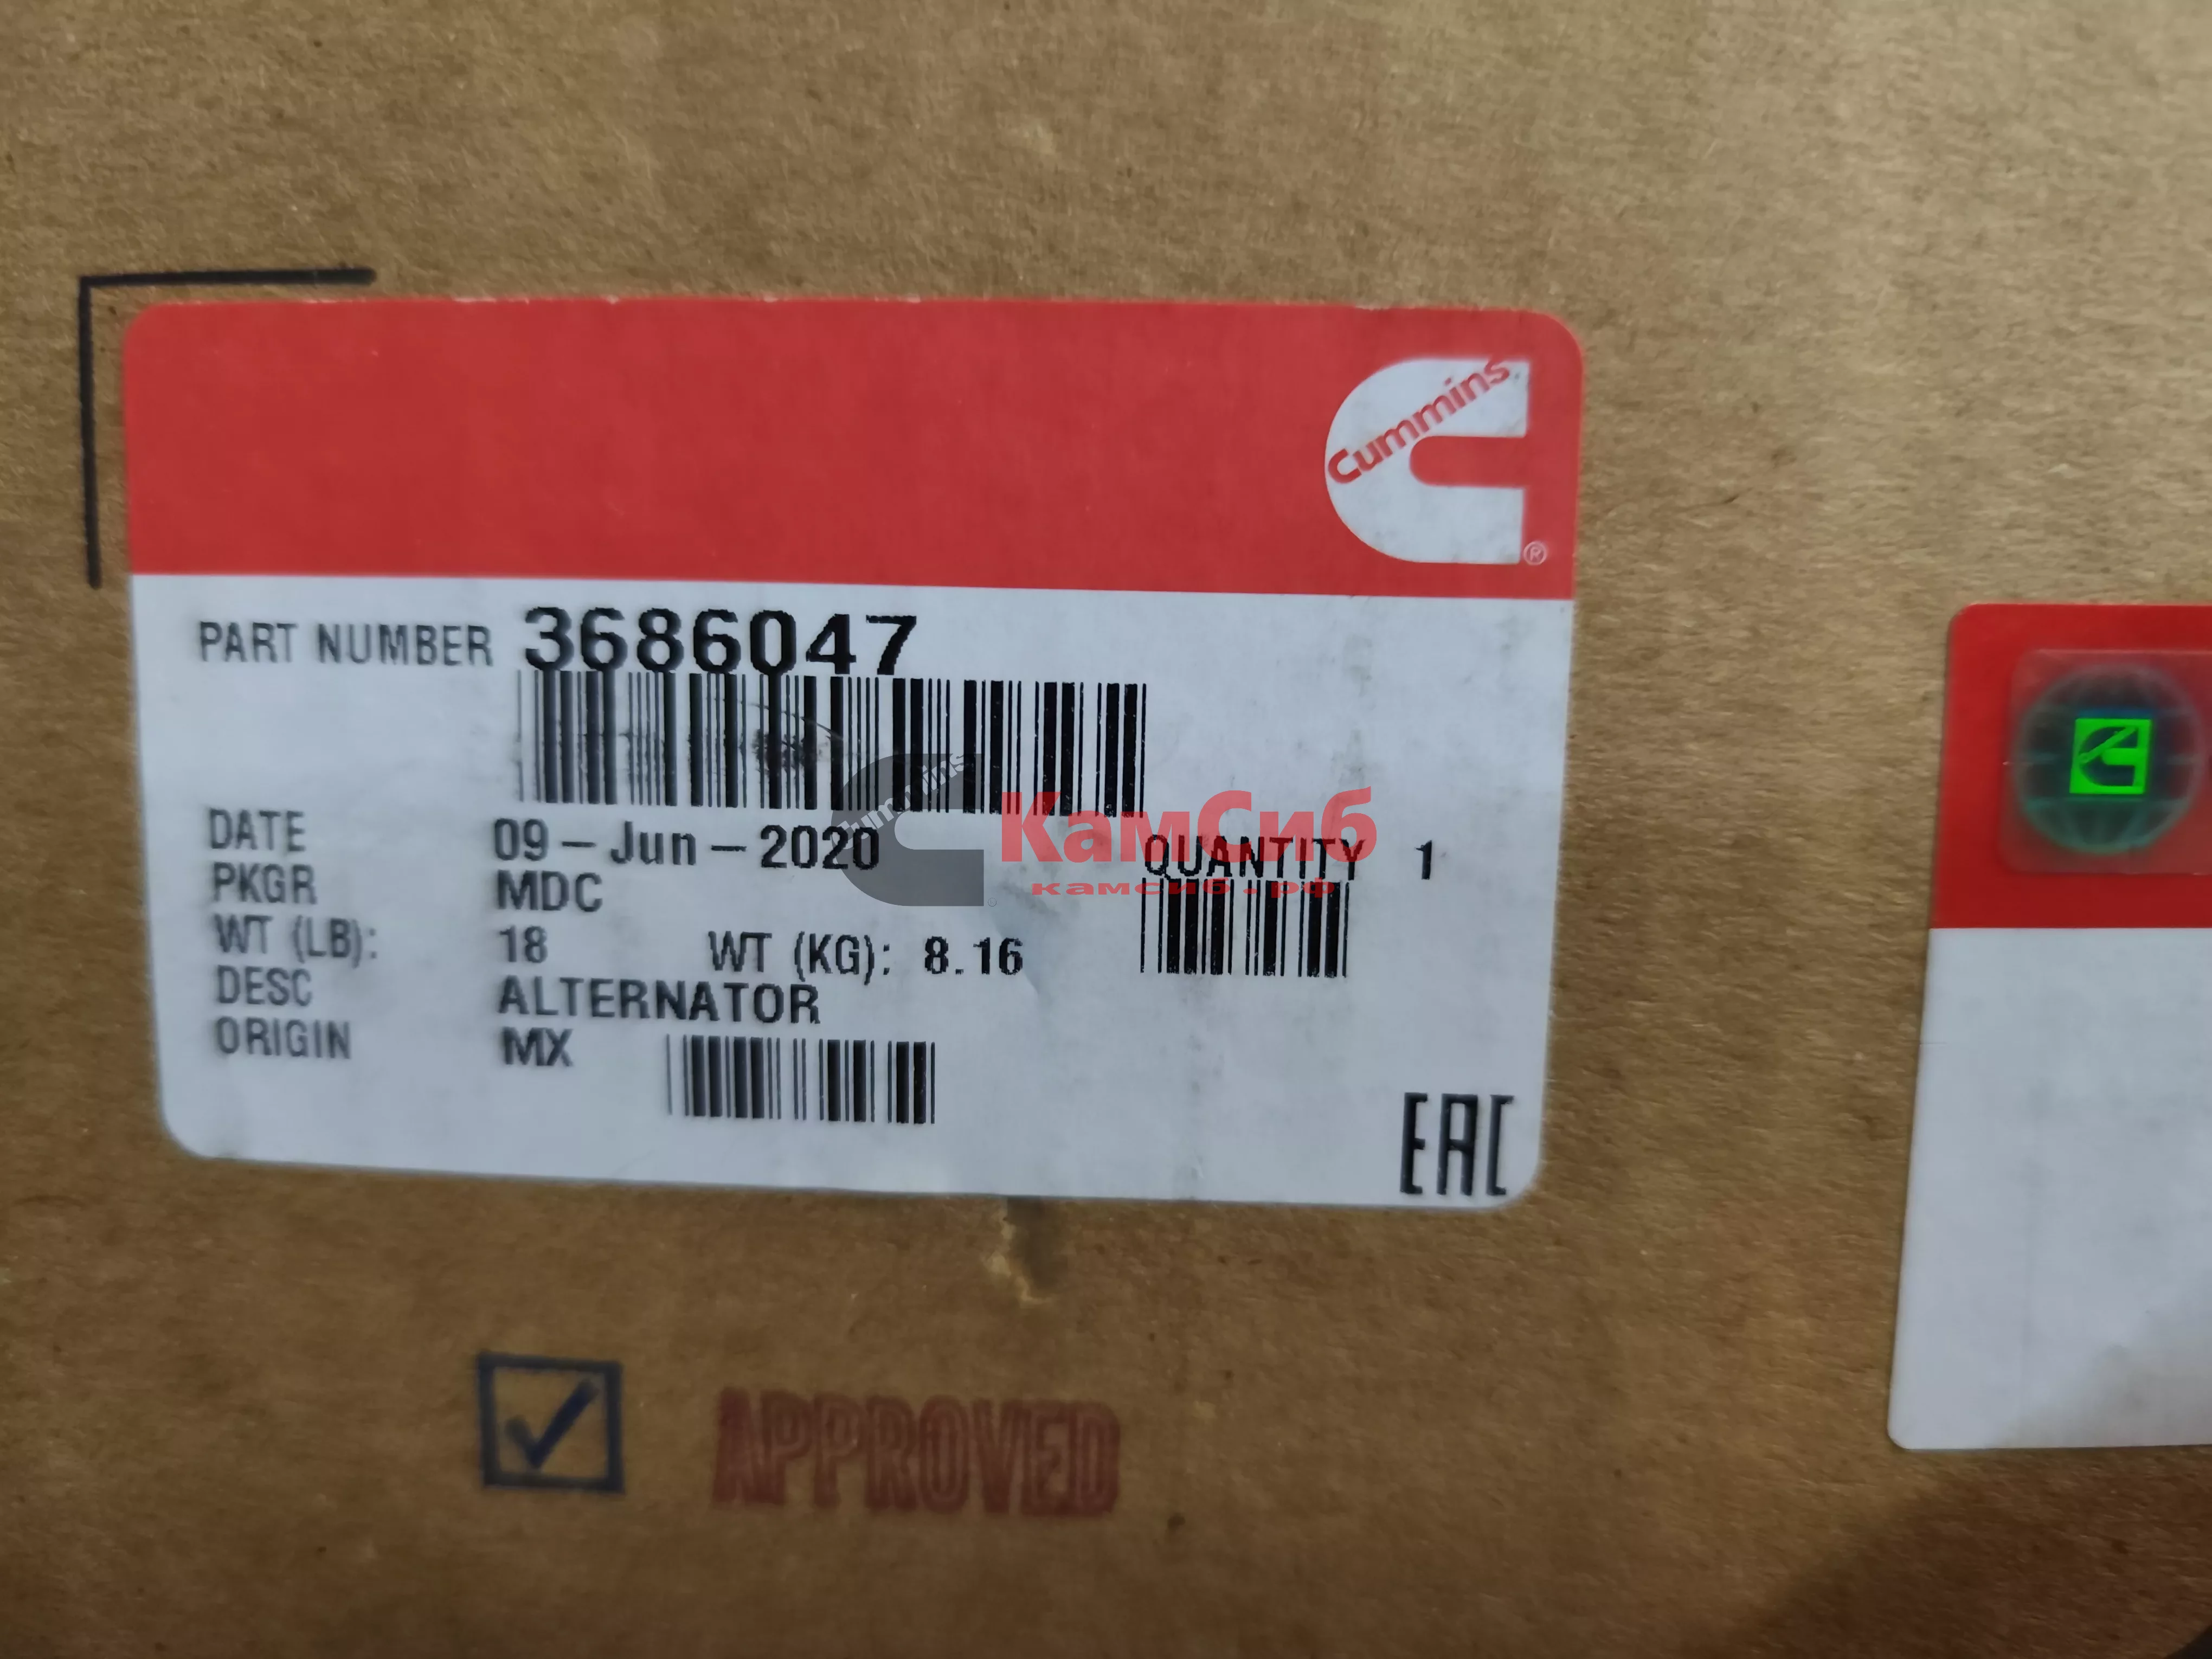 Cummins
®
PART NUMBER 3686047
DATE 09-Jun-2020
КамСиб
камсиб.рф
QUANTITY 1
PKGR MDC
WT (LB): 18 WT (KG): 8.16
DESC ALTERNATOR
ORIGIN MX
EAC
APPROVED
Cummins